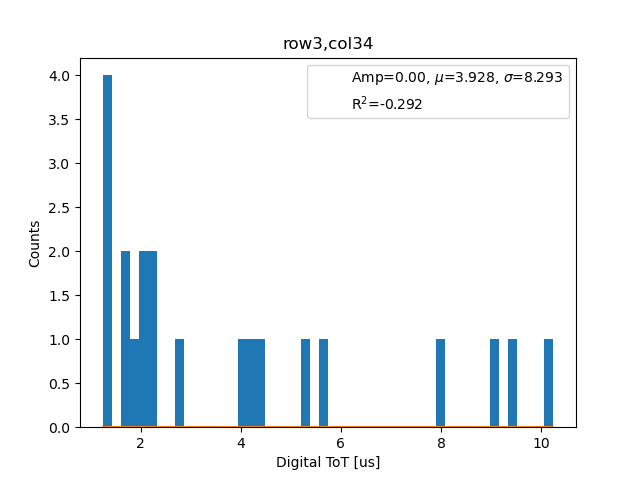 row3,col34
Amp=0.00, μ=3.928, σ=8.293
R²=-0.292
4.0
3.5
3.0
2.5
2.0
1.5
1.0
0.5
0.0
Counts
2 4 6 8 10
Digital ToT [us]